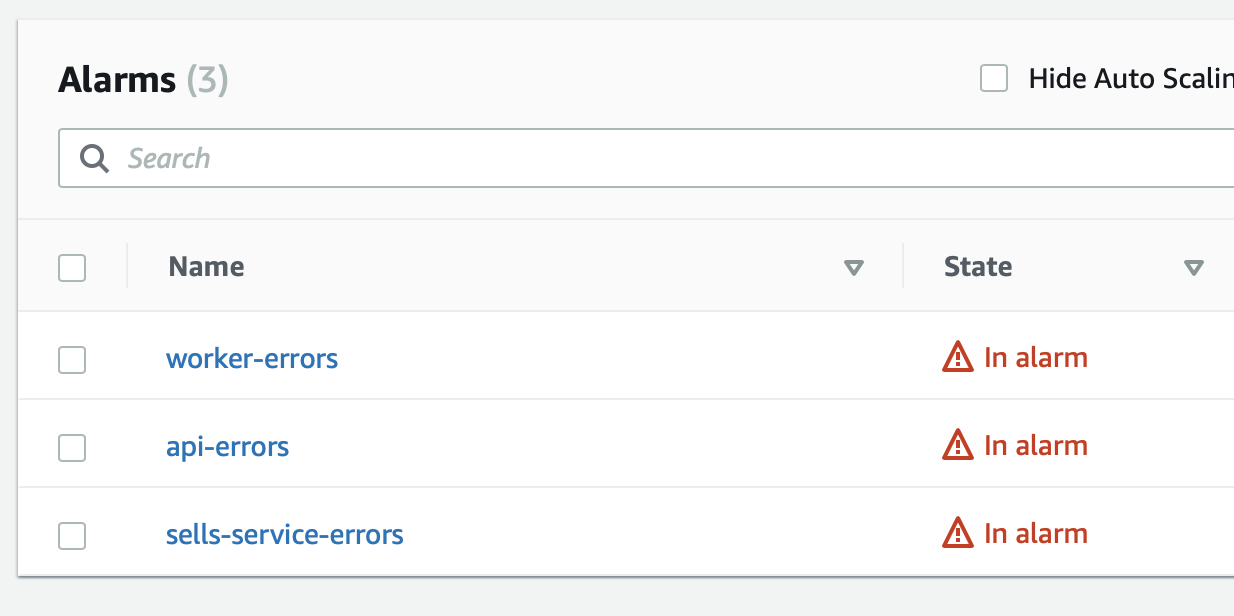 Alarms (3)
Hide Auto Scalin
Search
Name State
worker-errors In alarm
api-errors In alarm
sells-service-errors In alarm